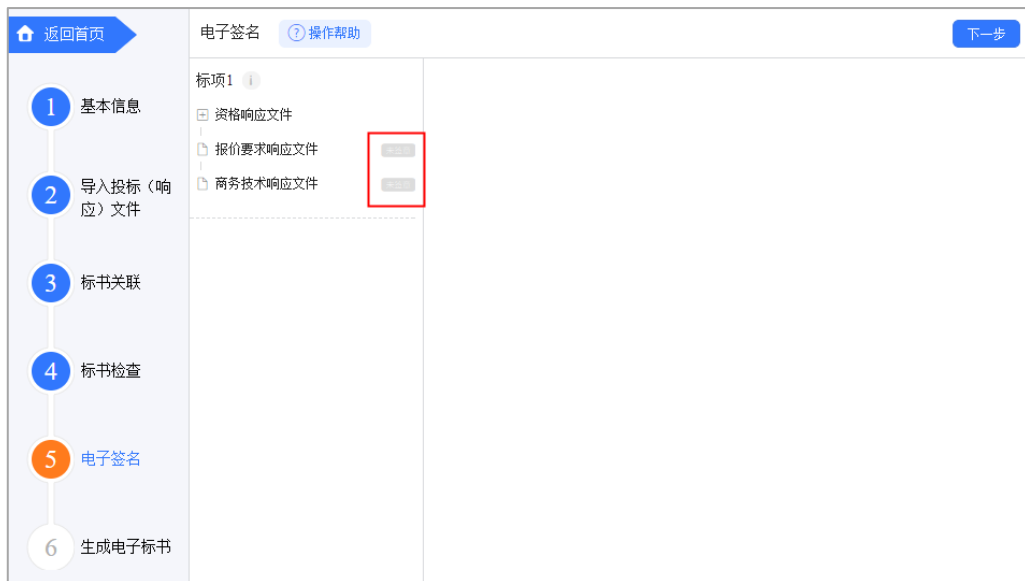 返回首页
电子签名
? 操作帮助
下一步
1 基本信息
2 导入投标（响
应）文件
3 标书关联
4 标书检查
5 电子签名
6 生成电子标书
标项1 i
资格响应文件
报价要求响应文件
商务技术响应文件